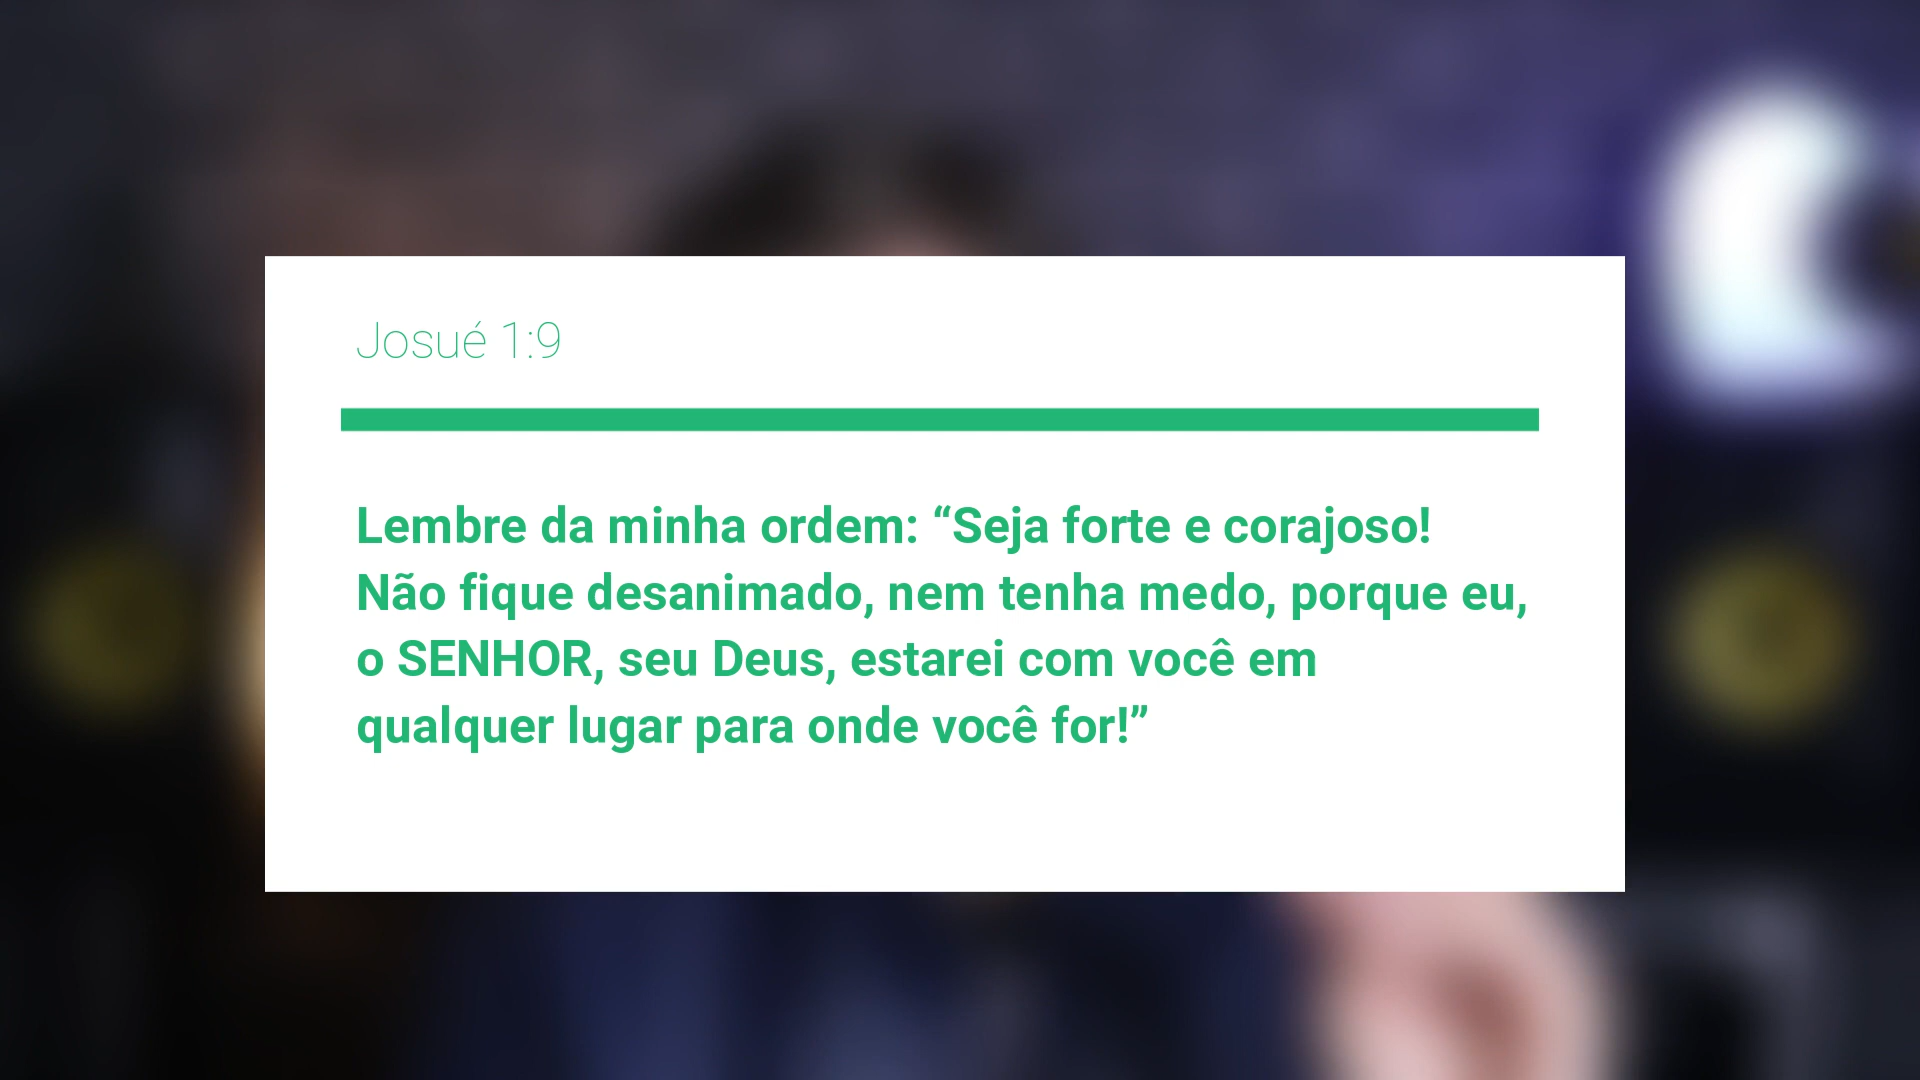 Josué 1:9
Lembre da minha ordem: “Seja forte e corajoso!
Não fique desanimado, nem tenha medo, porque eu,
o SENHOR, seu Deus, estarei com você em
qualquer lugar para onde você for!”